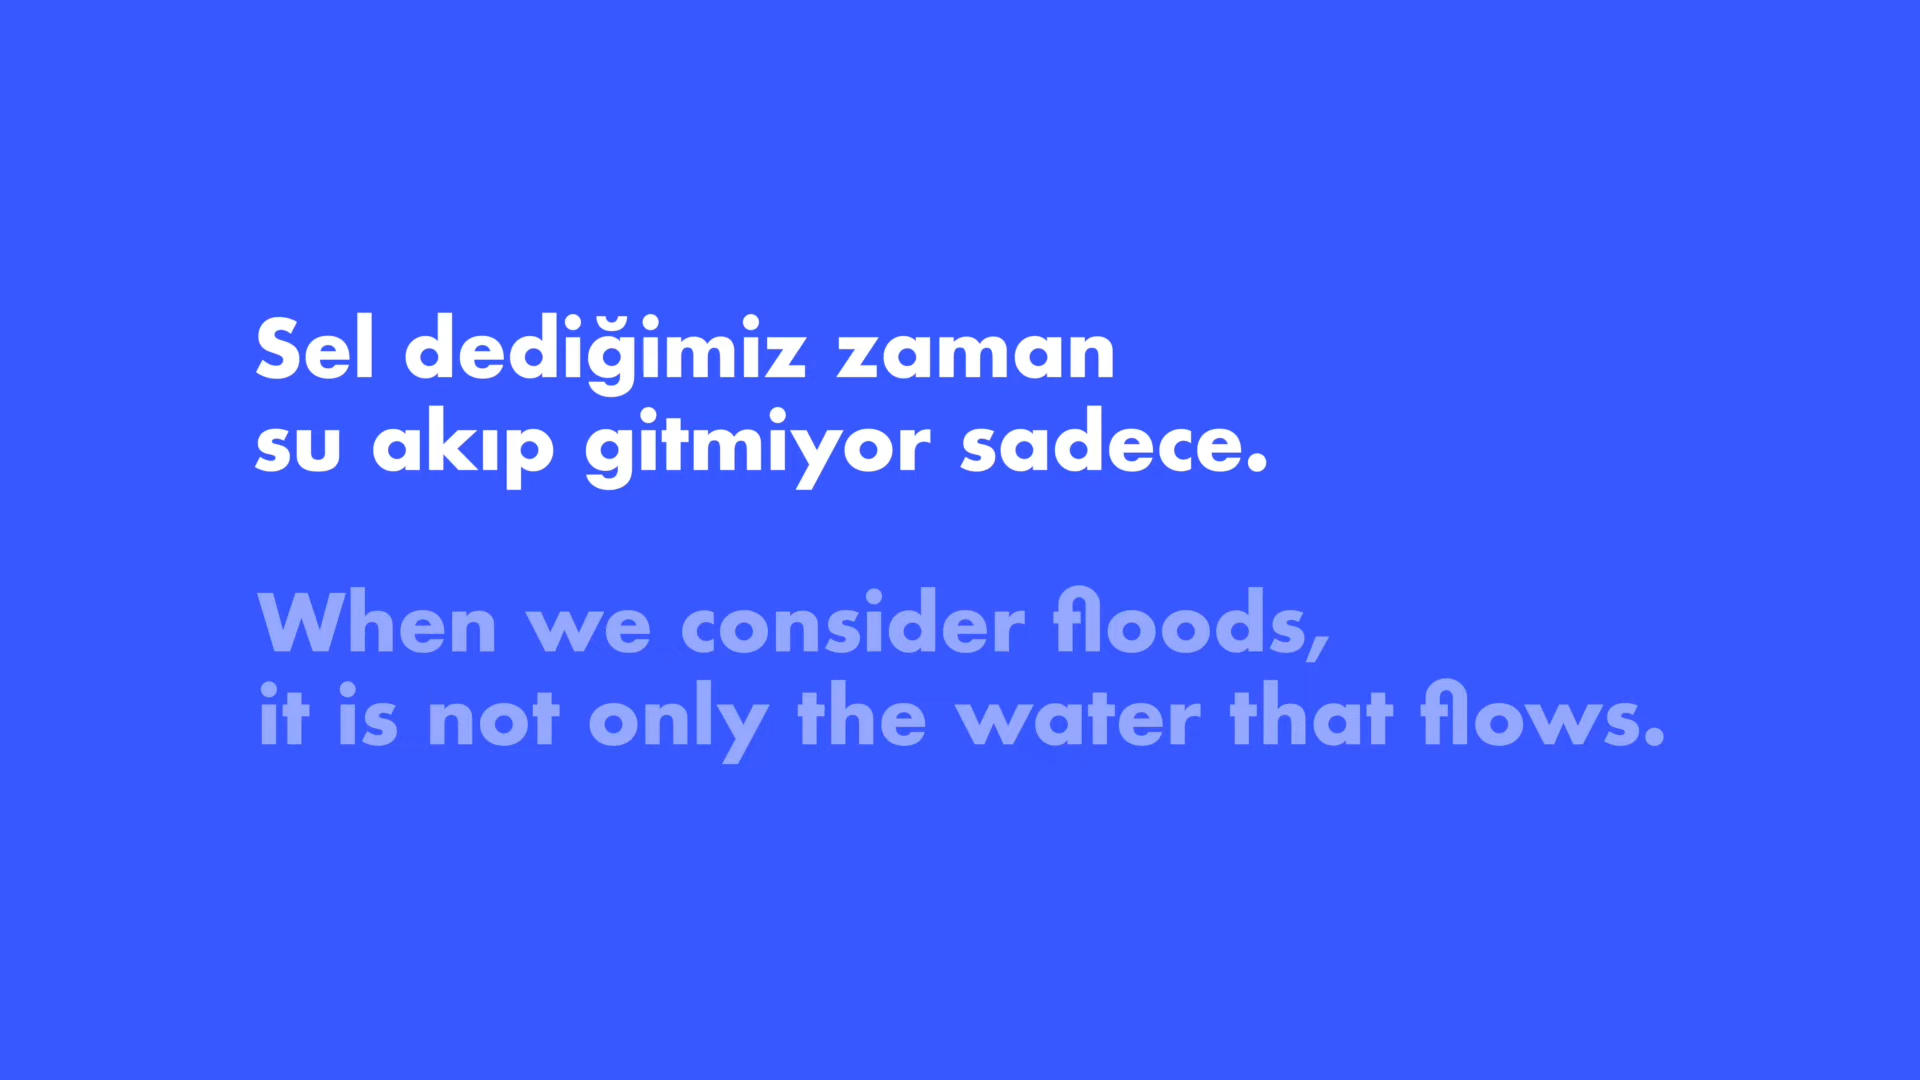 Sel dediğimiz zaman
su akıp gitmiyor sadece.
When we consider floods,
it is not only the water that flows.